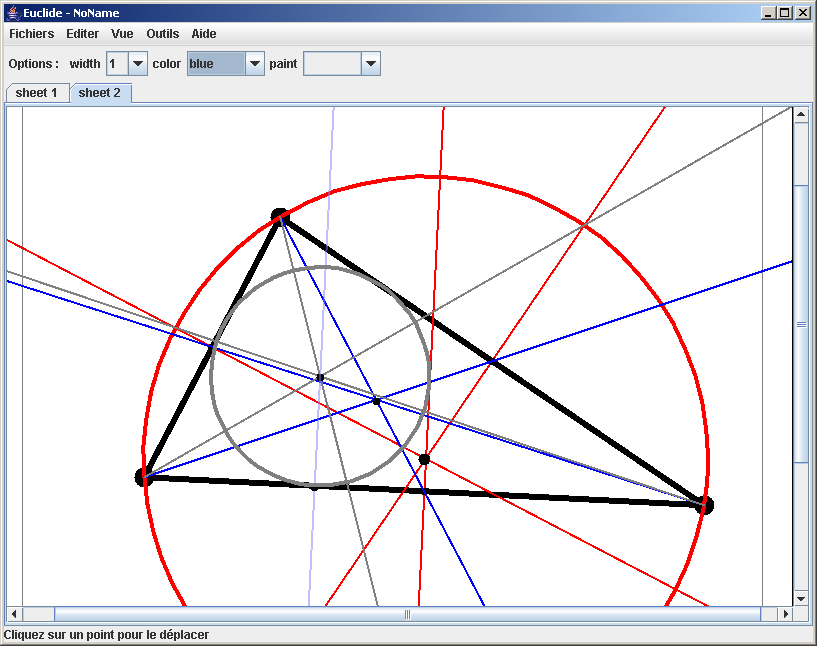 Euclide - NoName
Fichiers Editer Vue Outils Aide
Options : width 1 color blue paint
sheet 1 sheet 2
Cliquez sur un point pour le déplacer